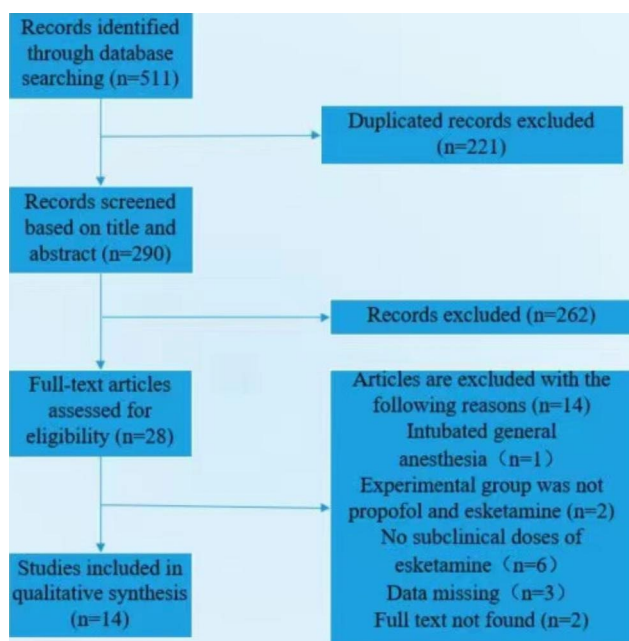 Records identified
through database
searching (n=511)
Duplicated records excluded
(n=221)
Records screened
based on title and
abstract (n=290)
Records excluded (n=262)
Full-text articles
assessed for
eligibility (n=28)
Articles are excluded with the
following reasons (n=14)
Intubated general
anesthesia（n=1）
Experimental group was not
propofol and esketamine (n=2)
No subclinical doses of
esketamine（n=6）
Data missing（n=3）
Full text not found（n=2）
Studies included in
qualitative synthesis
(n=14)